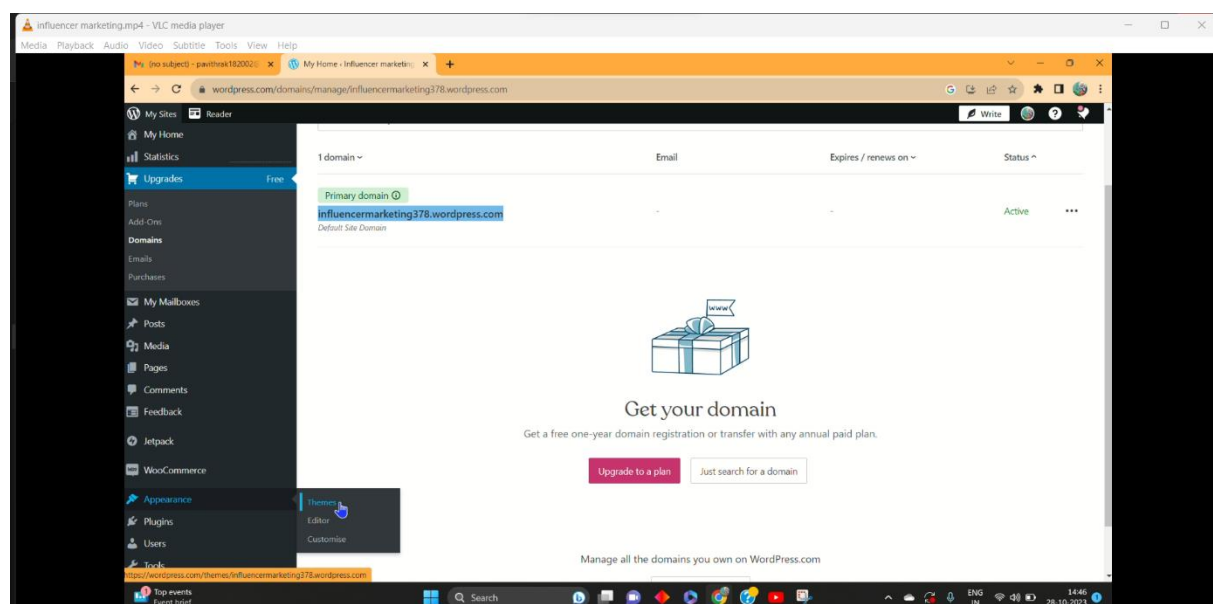 influencer marketing.mp4 - VLC media player
Media Playback Audio Video Subtitle Tools View Help
(no subject) - pavithrak1820028 My Home ‹ Influencer marketing
wordpress.com/domains/manage/influencermarketing378.wordpress.com
My Sites Reader Write
My Home
Statistics
1 domain Email Expires / renews on Status
Upgrades Free
Primary domain
Plans
influencermarketing378.wordpress.com - - Active
Add-Ons
Default Site Domain
Domains
Emails
Purchases
My Mailboxes
www
Posts
Media
Pages
Comments
Feedback
Get your domain
Get a free one-year domain registration or transfer with any annual paid plan.
Jetpack
WooCommerce
Upgrade to a plan Just search for a domain
Appearance
Themes
Plugins
Editor
Users
Customise
Manage all the domains you own on WordPress.com
Tools
https://wordpress.com/themes/influencermarketing378.wordpress.com
Top events
Event brief
Search
ENG
IN
14:46
28-10-2023